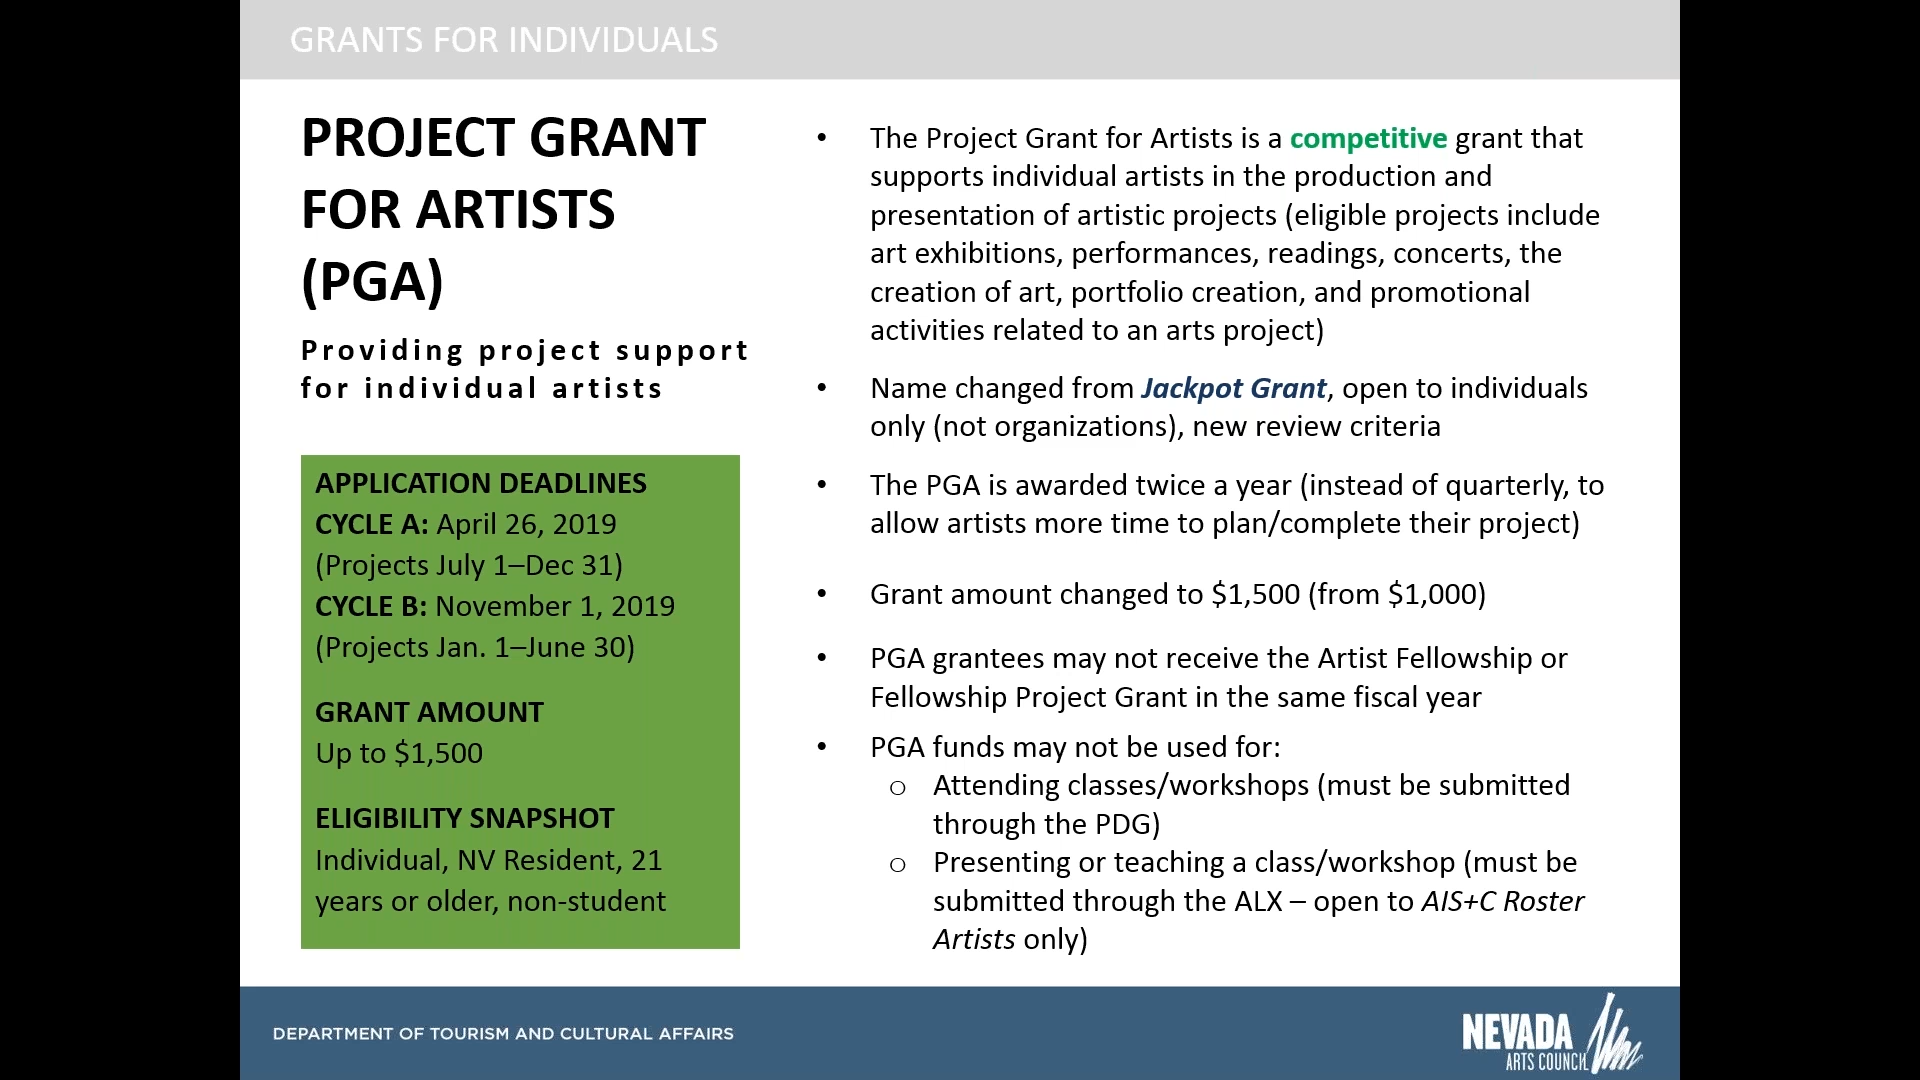 GRANTS FOR INDIVIDUALS
PROJECT GRANT
FOR ARTISTS
(PGA)
Providing project support
for individual artists
APPLICATION DEADLINES
CYCLE A: April 26, 2019
(Projects July 1–Dec 31)
CYCLE B: November 1, 2019
(Projects Jan. 1–June 30)
GRANT AMOUNT
Up to $1,500
ELIGIBILITY SNAPSHOT
Individual, NV Resident, 21
years or older, non-student
• The Project Grant for Artists is a competitive grant that
supports individual artists in the production and
presentation of artistic projects (eligible projects include
art exhibitions, performances, readings, concerts, the
creation of art, portfolio creation, and promotional
activities related to an arts project)
• Name changed from Jackpot Grant, open to individuals
only (not organizations), new review criteria
• The PGA is awarded twice a year (instead of quarterly, to
allow artists more time to plan/complete their project)
• Grant amount changed to $1,500 (from $1,000)
• PGA grantees may not receive the Artist Fellowship or
Fellowship Project Grant in the same fiscal year
• PGA funds may not be used for:
o Attending classes/workshops (must be submitted
through the PDG)
o Presenting or teaching a class/workshop (must be
submitted through the ALX – open to AIS+C Roster
Artists only)
DEPARTMENT OF TOURISM AND CULTURAL AFFAIRS
NEVADA
ARTS COUNCIL